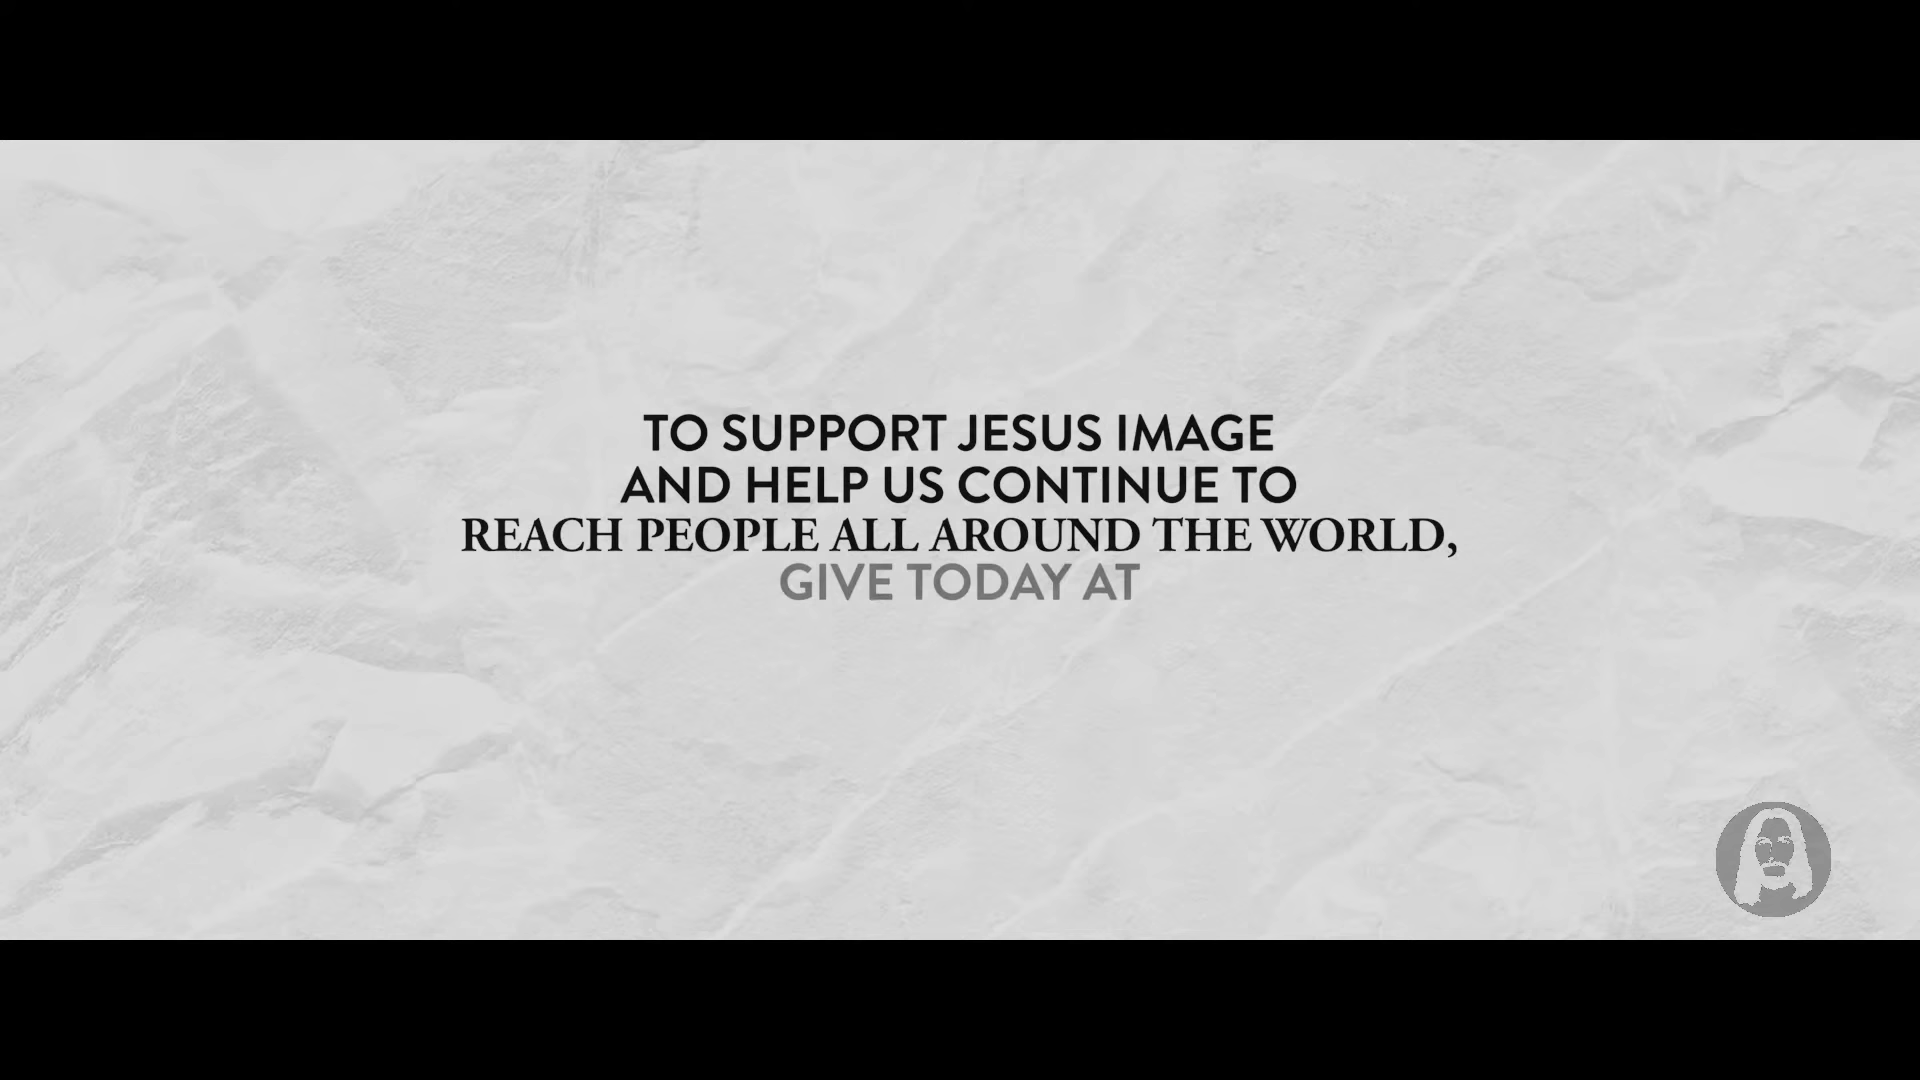 TO SUPPORT JESUS IMAGE
AND HELP US CONTINUE TO
REACH PEOPLE ALL AROUND THE WORLD,
GIVE TODAY AT